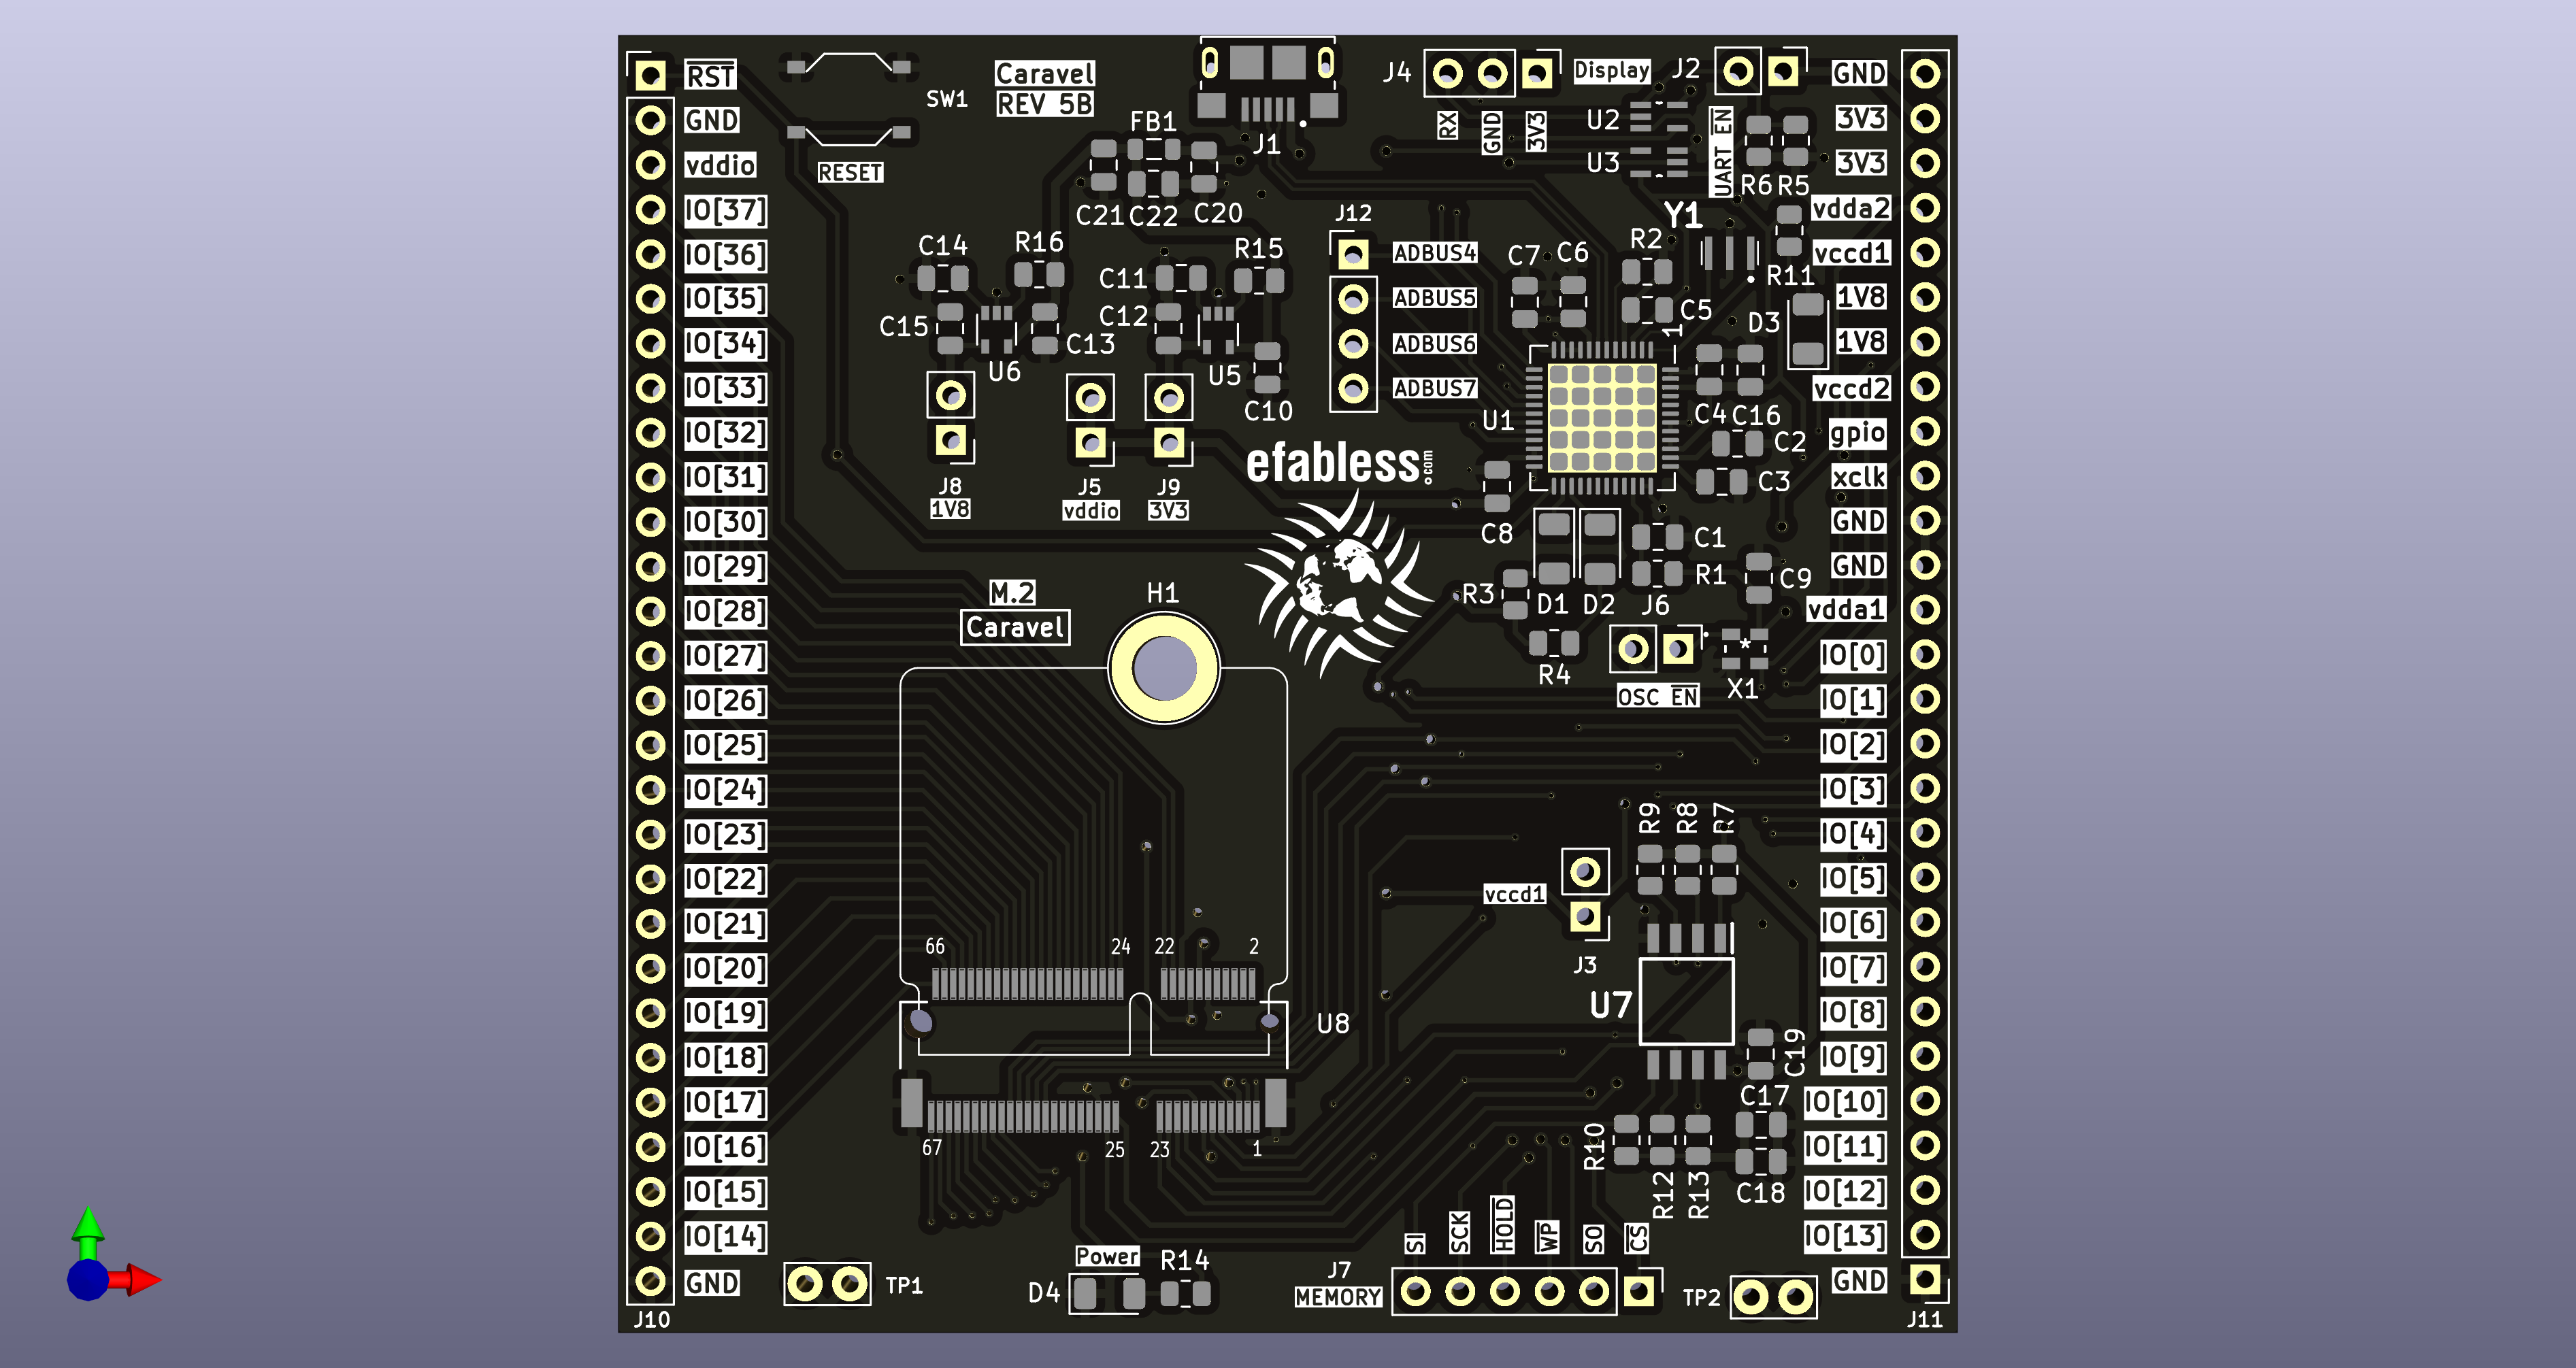 RST
GND
vddio
IO[37]
IO[36]
IO[35]
IO[34]
IO[33]
IO[32]
IO[31]
IO[30]
IO[29]
IO[28]
IO[27]
IO[26]
IO[25]
IO[24]
IO[23]
IO[22]
IO[21]
IO[20]
IO[19]
IO[18]
IO[17]
IO[16]
IO[15]
IO[14]
GND
J10
SW1
RESET
Caravel
REV 5B
FB1
J1
C21 C22 C20
C14
R16
C15
U6
C13
C11
C12
R15
U5
C10
J8
1V8
J5
vddio
J9
3V3
J12
ADBUS4
ADBUS5
ADBUS6
ADBUS7
efabless.com
J4
RX
GND
3V3
Display
J2
U2
U3
UART EN
R6 R5
Y1
R11
D3
C7 C6
R2
C5
1
U1
C4 C16
C2
C3
C8
C1
R1
R3
D1 D2
J6
C9
R4
OSC EN
X1
*
M.2
Caravel
H1
66
24
22
2
67
25
23
1
U8
R9
R8
R7
vccd1
J3
U7
C19
C17
C18
R10
R12
R13
SI
SCK
HOLD
WP
SO
CS
J7
MEMORY
TP1
Power
D4
R14
TP2
GND
3V3
3V3
vdda2
vccd1
1V8
1V8
vccd2
gpio
xclk
GND
GND
vdda1
IO[0]
IO[1]
IO[2]
IO[3]
IO[4]
IO[5]
IO[6]
IO[7]
IO[8]
IO[9]
IO[10]
IO[11]
IO[12]
IO[13]
GND
J11